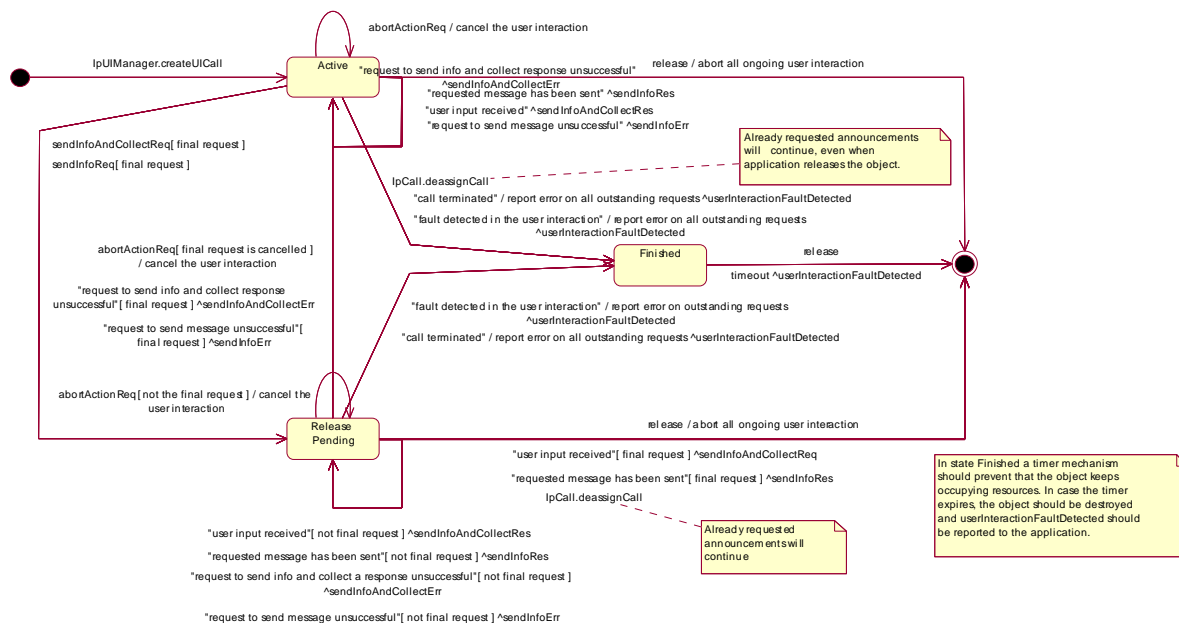 abortActionReq / cancel the user interaction
IpUIManager.createUICall
Active
"request to send info and collect response unsuccessful"
^sendInfoAndCollectErr
release / abort all ongoing user interaction
"requested message has been sent" ^sendInfoRes
"user input received" ^sendInfoAndCollectRes
"request to send message unsuccessful" ^sendInfoErr
sendInfoAndCollectReq[ final request ]
sendInfoReq[ final request ]
Already requested announcements
will continue, even when
application releases the object.
IpCall.deassignCall
"call terminated" / report error on all outstanding requests ^userInteractionFaultDetected
"fault detected in the user interaction" / report error on all outstanding requests
^userInteractionFaultDetected
abortActionReq[ final request is cancelled ]
/ cancel the user interaction
Finished
release
timeout ^userInteractionFaultDetected
"request to send info and collect response
unsuccessful"[ final request ] ^sendInfoAndCollectErr
"request to send message unsuccessful"[
final request ] ^sendInfoErr
"fault detected in the user interaction" / report error on outstanding requests
^userInteractionFaultDetected
"call terminated" / report error on all outstanding requests ^userInteractionFaultDetected
abortActionReq[ not the final request ] / cancel the
user interaction
Release
Pending
release / abort all ongoing user interaction
"user input received"[ final request ] ^sendInfoAndCollectReq
"requested message has been sent"[ final request ] ^sendInfoRes
IpCall.deassignCall
In state Finished a timer mechanism
should prevent that the object keeps
occupying resources. In case the timer
expires, the object should be destroyed
and userInteractionFaultDetected should
be reported to the application.
Already requested
announcements will
continue
"user input received"[ not final request ] ^sendInfoAndCollectRes
"requested message has been sent"[ not final request ] ^sendInfoRes
"request to send info and collect a response unsuccessful"[ not final request ]
^sendInfoAndCollectErr
"request to send message unsuccessful"[ not final request ] ^sendInfoErr